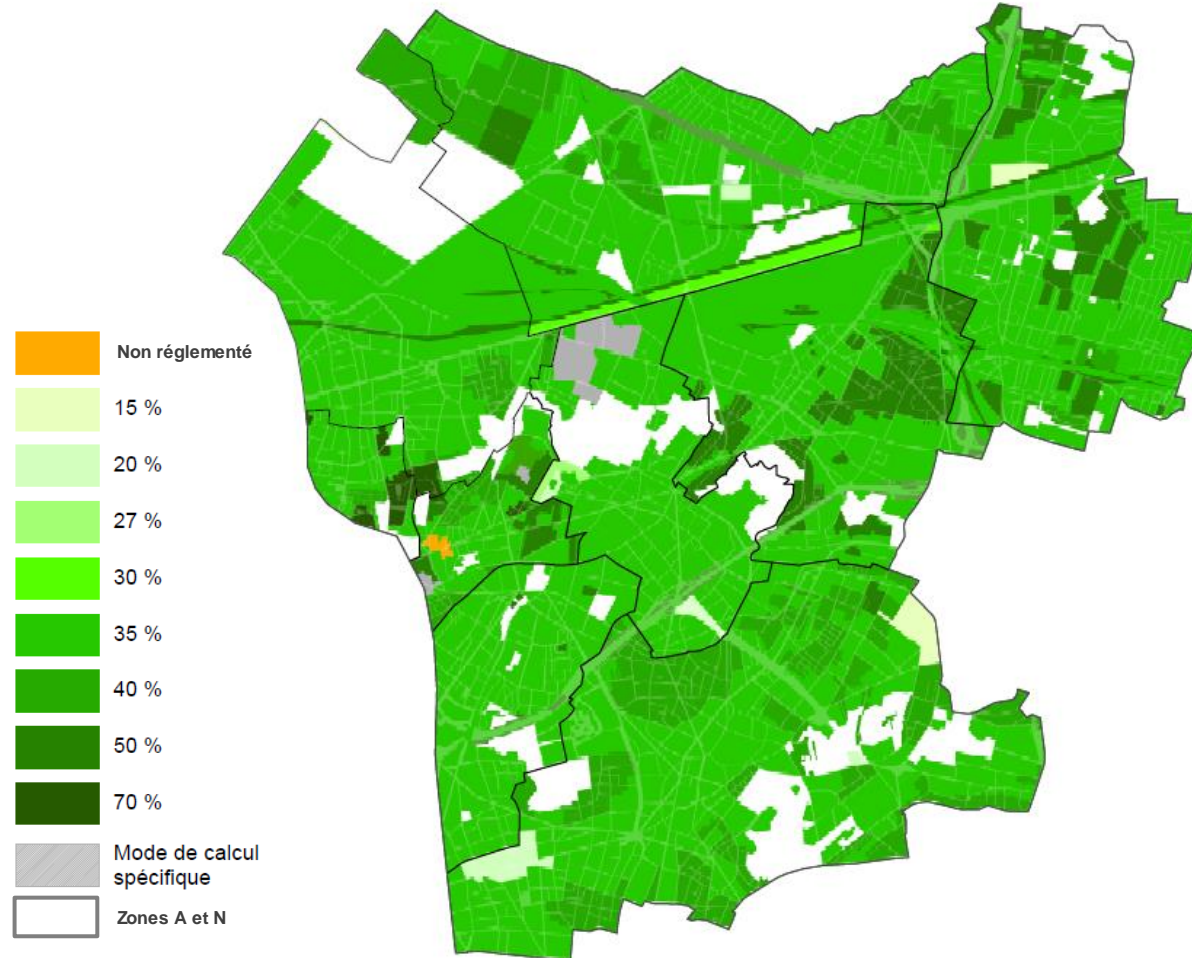 Non réglementé
15 %
20 %
27 %
30 %
35 %
40 %
50 %
70 %
Mode de calcul
spécifique
Zones A et N